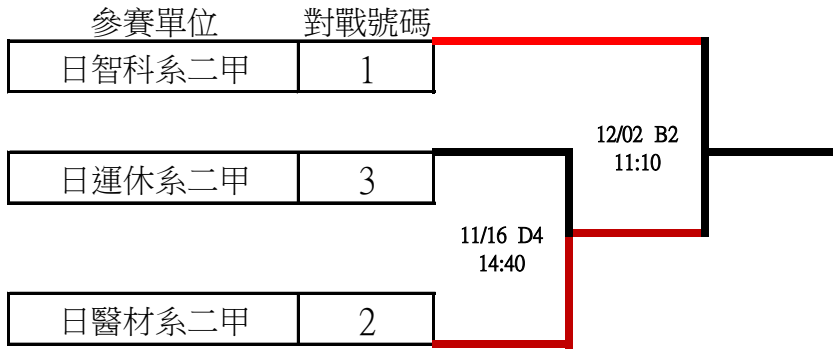 參賽單位 對戰號碼
日智科系二甲 1
12/02 B2
11:10
日運休系二甲 3
11/16 D4
14:40
日醫材系二甲 2